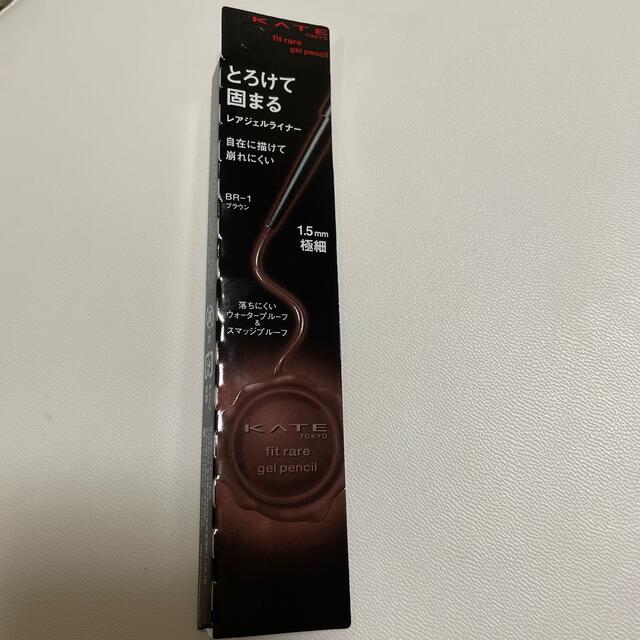 KATE
TOKYO
fit rare
gel pencil
とろけて
固まる
レアジェルライナー
自在に描けて
崩れにくい
BR-1
ブラウン
1.5mm
極細
落ちにくい
ウォータープルーフ
&
スマッジプルーフ
KATE
TOKYO
fit rare
gel pencil